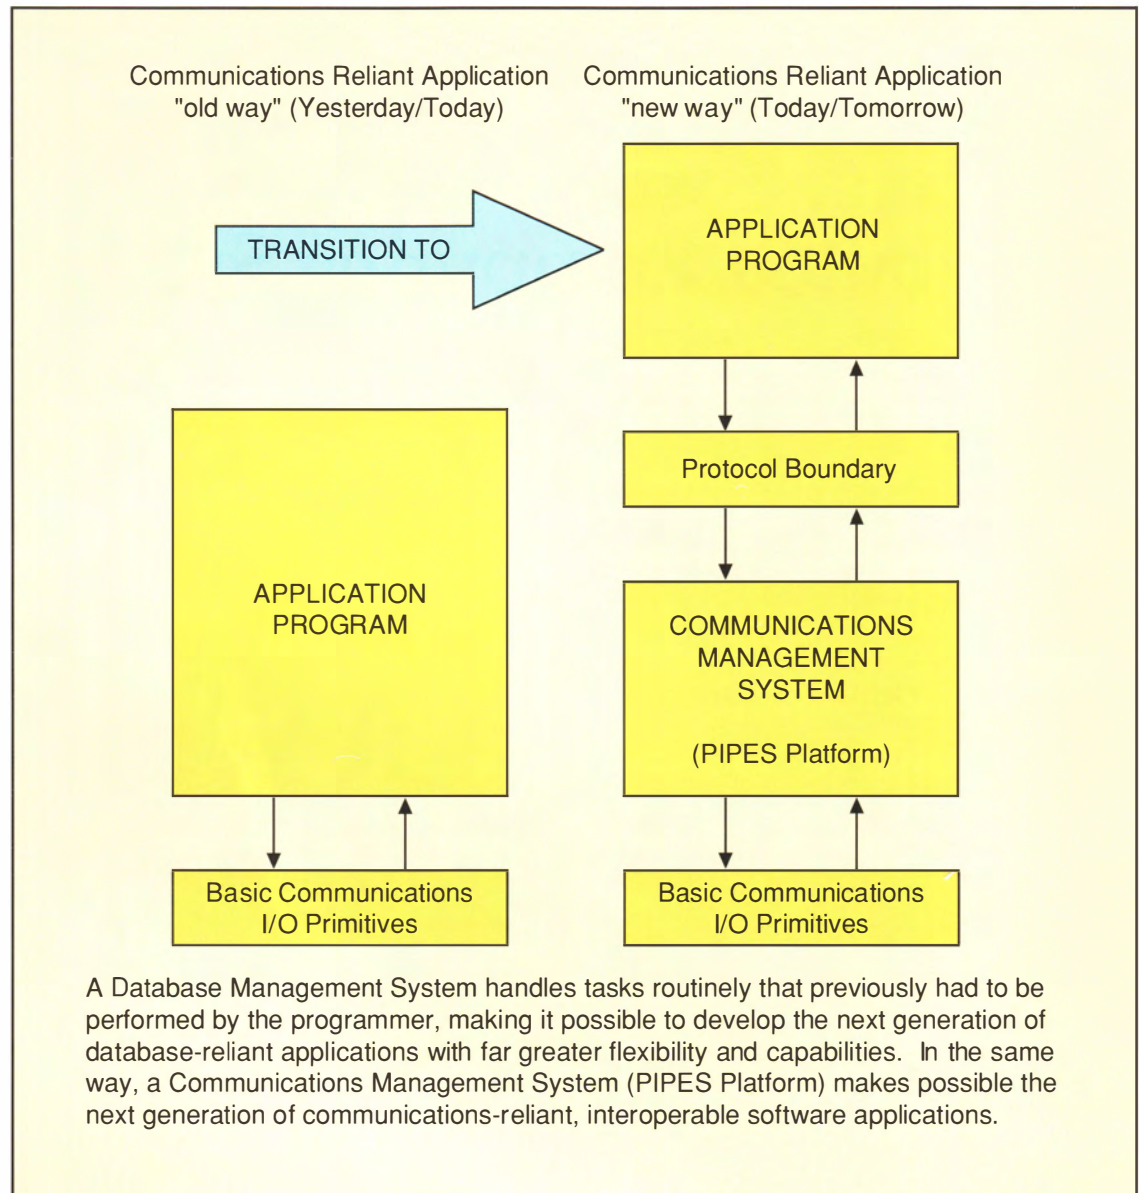 Communications Reliant Application
"old way" (Yesterday/Today)
Communications Reliant Application
"new way" (Today/Tomorrow)
TRANSITION TO
APPLICATION
PROGRAM
Basic Communications
I/O Primitives
APPLICATION
PROGRAM
Protocol Boundary
COMMUNICATIONS
MANAGEMENT
SYSTEM
(PIPES Platform)
Basic Communications
I/O Primitives
A Database Management System handles tasks routinely that previously had to be
performed by the programmer, making it possible to develop the next generation of
database-reliant applications with far greater flexibility and capabilities. In the same
way, a Communications Management System (PIPES Platform) makes possible the
next generation of communications-reliant, interoperable software applications.